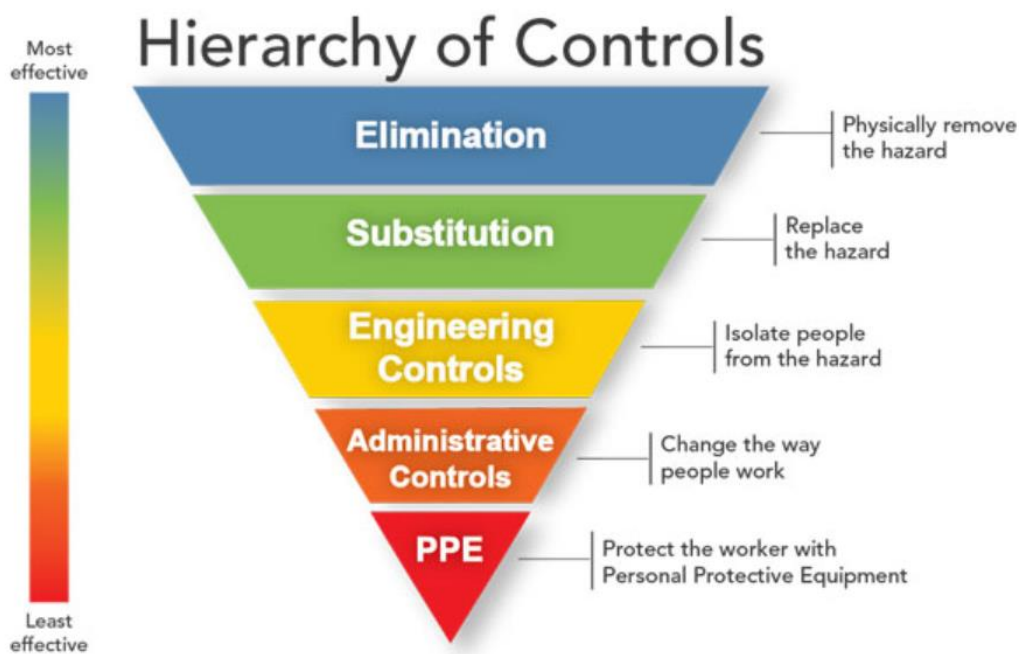 Hierarchy of Controls
Most
effective
Elimination
Physically remove
the hazard
Substitution
Replace
the hazard
Engineering
Controls
Isolate people
from the hazard
Administrative
Controls
Change the way
people work
PPE
Protect the worker with
Personal Protective Equipment
Least
effective